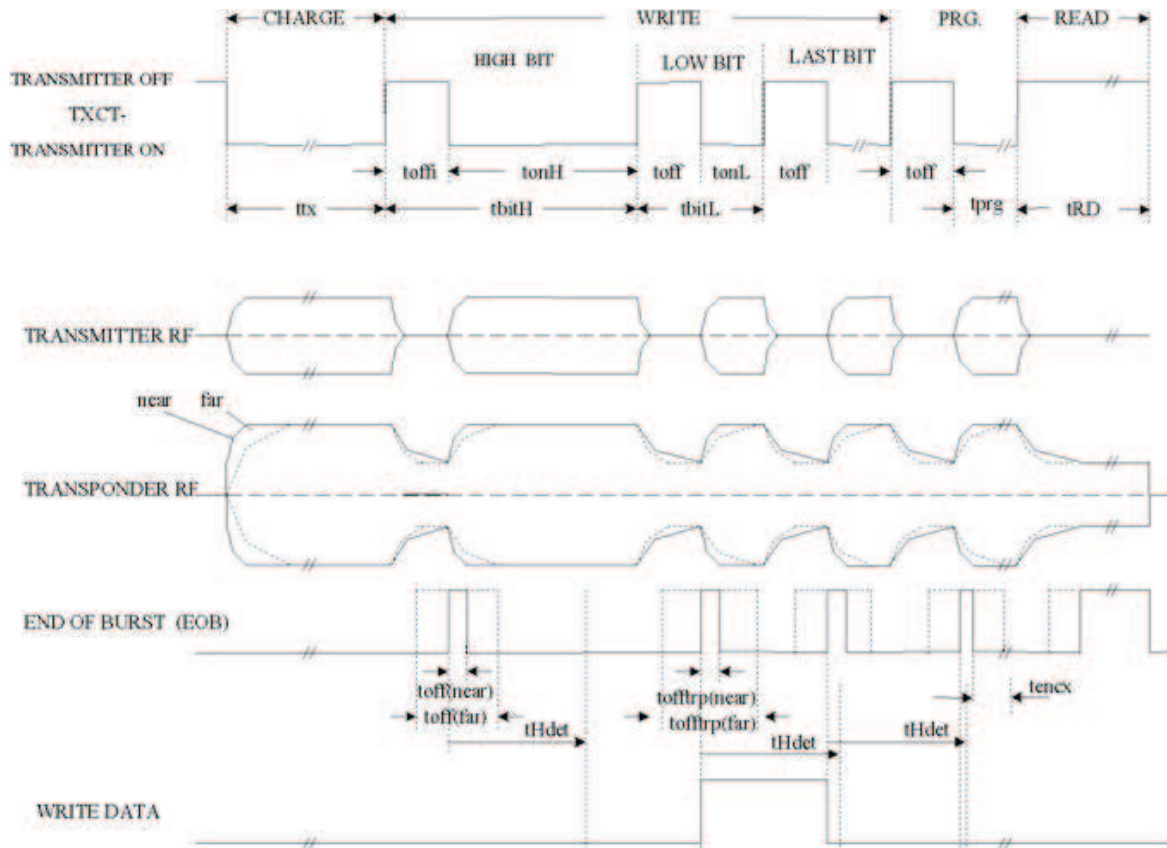 CHARGE WRITE PRG. READ
HIGH BIT LOW BIT LAST BIT
TRANSMITTER OFF
TXCT-
TRANSMITTER ON
toffi tonH toff tonL toff toff
ttx tbitH tbitL tprg tRD
TRANSMITTER RF
near far
TRANSPONDER RF
END OF BURST (EOB)
toff(near) tofftrp(near) tencx
toff(far) tofftrp(far)
tHdet tHdet tHdet
WRITE DATA